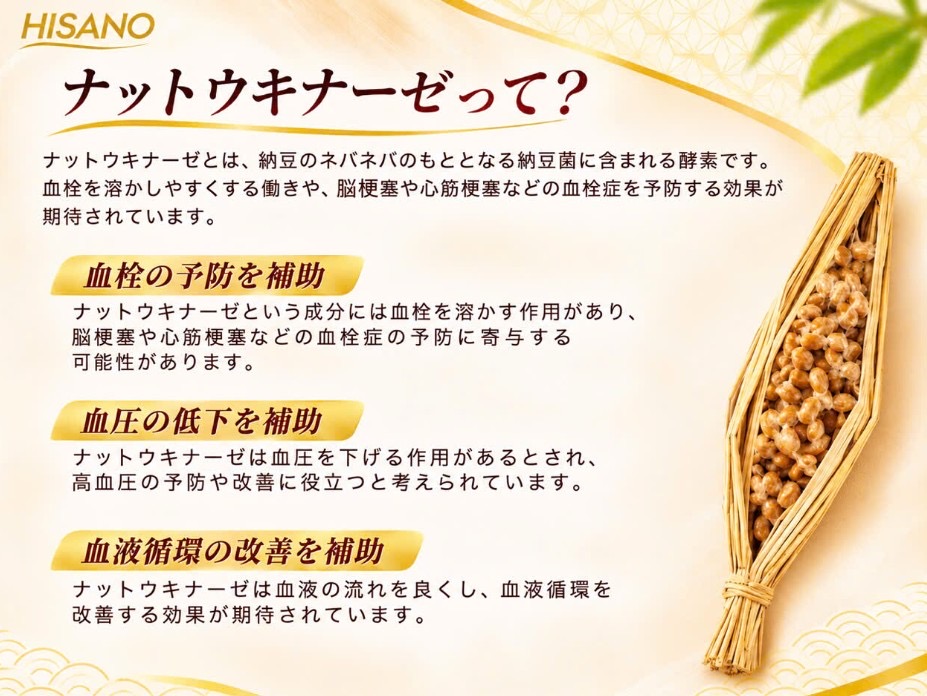 HISANO
ナットウキナーゼって?
ナットウキナーゼとは、納豆のネバネバのもととなる納豆菌に含まれる酵素です。
血栓を溶かしやすくする働きや、脳梗塞や心筋梗塞などの血栓症を予防する効果が
期待されています。
血栓の予防を補助
ナットウキナーゼという成分には血栓を溶かす作用があり、
脳梗塞や心筋梗塞などの血栓症の予防に寄与する
可能性があります。
血圧の低下を補助
ナットウキナーゼは血圧を下げる作用があるとされ、
高血圧の予防や改善に役立つと考えられています。
血液循環の改善を補助
ナットウキナーゼは血液の流れを良くし、血液循環を
改善する効果が期待されています。